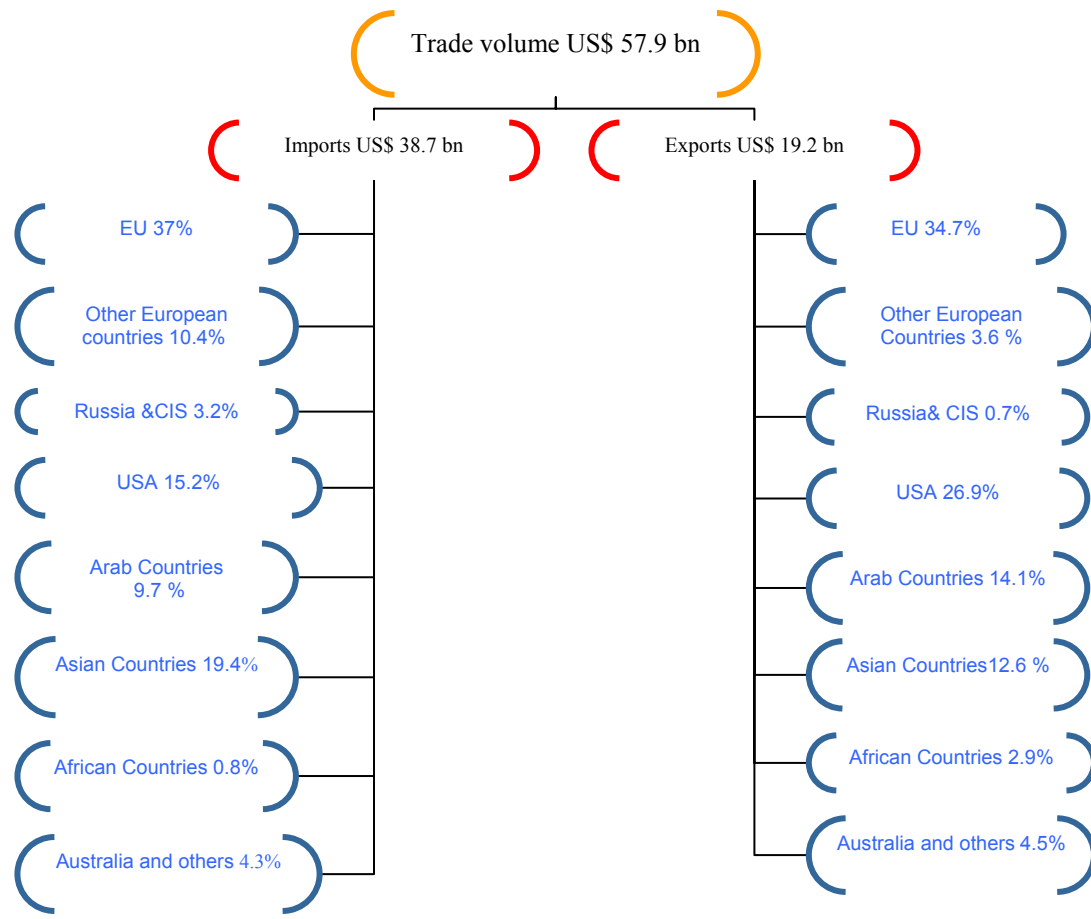 Trade volume US$ 57.9 bn
Imports US$ 38.7 bn
Exports US$ 19.2 bn
EU 37%
Other European
countries 10.4%
Russia &CIS 3.2%
USA 15.2%
Arab Countries
9.7 %
Asian Countries 19.4%
African Countries 0.8%
Australia and others 4.3%
EU 34.7%
Other European
Countries 3.6 %
Russia& CIS 0.7%
USA 26.9%
Arab Countries 14.1%
Asian Countries12.6 %
African Countries 2.9%
Australia and others 4.5%